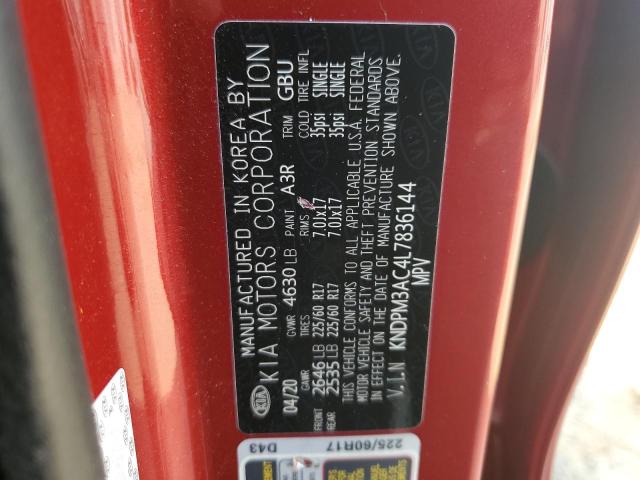 MANUFACTURED IN KOREA BY
KIA KIA MOTORS CORPORATION
04/20 GVWR 4630 LB PAINT A3R TRIM GBU
GAWR TIRES RIMS COLD TIRE INFL
FRONT 2646 LB 225/60 R17 7.0Jx17 35psi SINGLE
REAR 2535 LB 225/60 R17 7.0Jx17 35psi SINGLE
THIS VEHICLE CONFORMS TO ALL APPLICABLE U.S.A. FEDERAL
MOTOR VEHICLE SAFETY AND THEFT PREVENTION STANDARDS
IN EFFECT ON THE DATE OF MANUFACTURE SHOWN ABOVE.
V.I.N KNDPM3AC4L7836144
MPV
D43
225/60R17